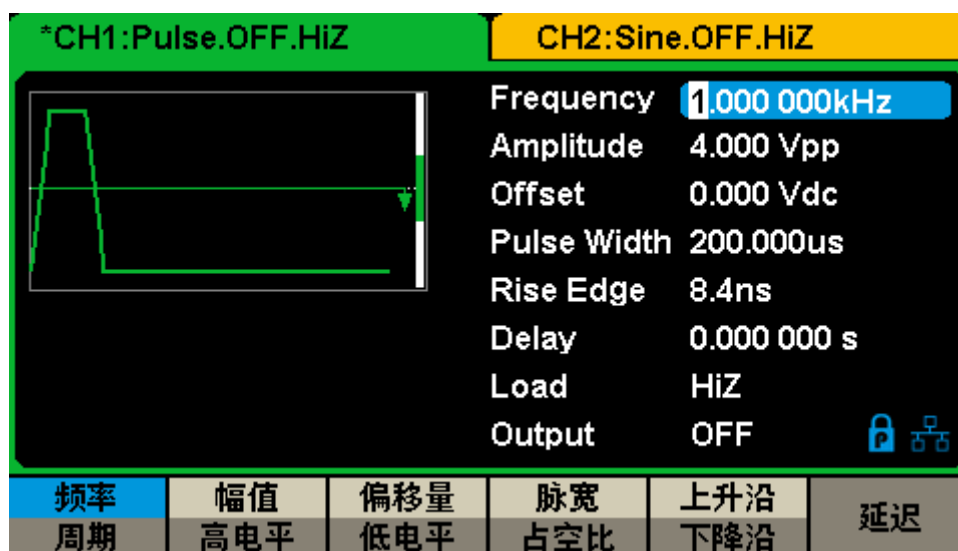 *CH1:Pulse.OFF.HiZ CH2:Sine.OFF.HiZ
Frequency 1.000 000kHz
Amplitude 4.000 Vpp
Offset 0.000 Vdc
Pulse Width 200.000us
Rise Edge 8.4ns
Delay 0.000 000 s
Load HiZ
Output OFF
频率 幅值 偏移量 脉宽 上升沿 延迟
周期 高电平 低电平 占空比 下降沿